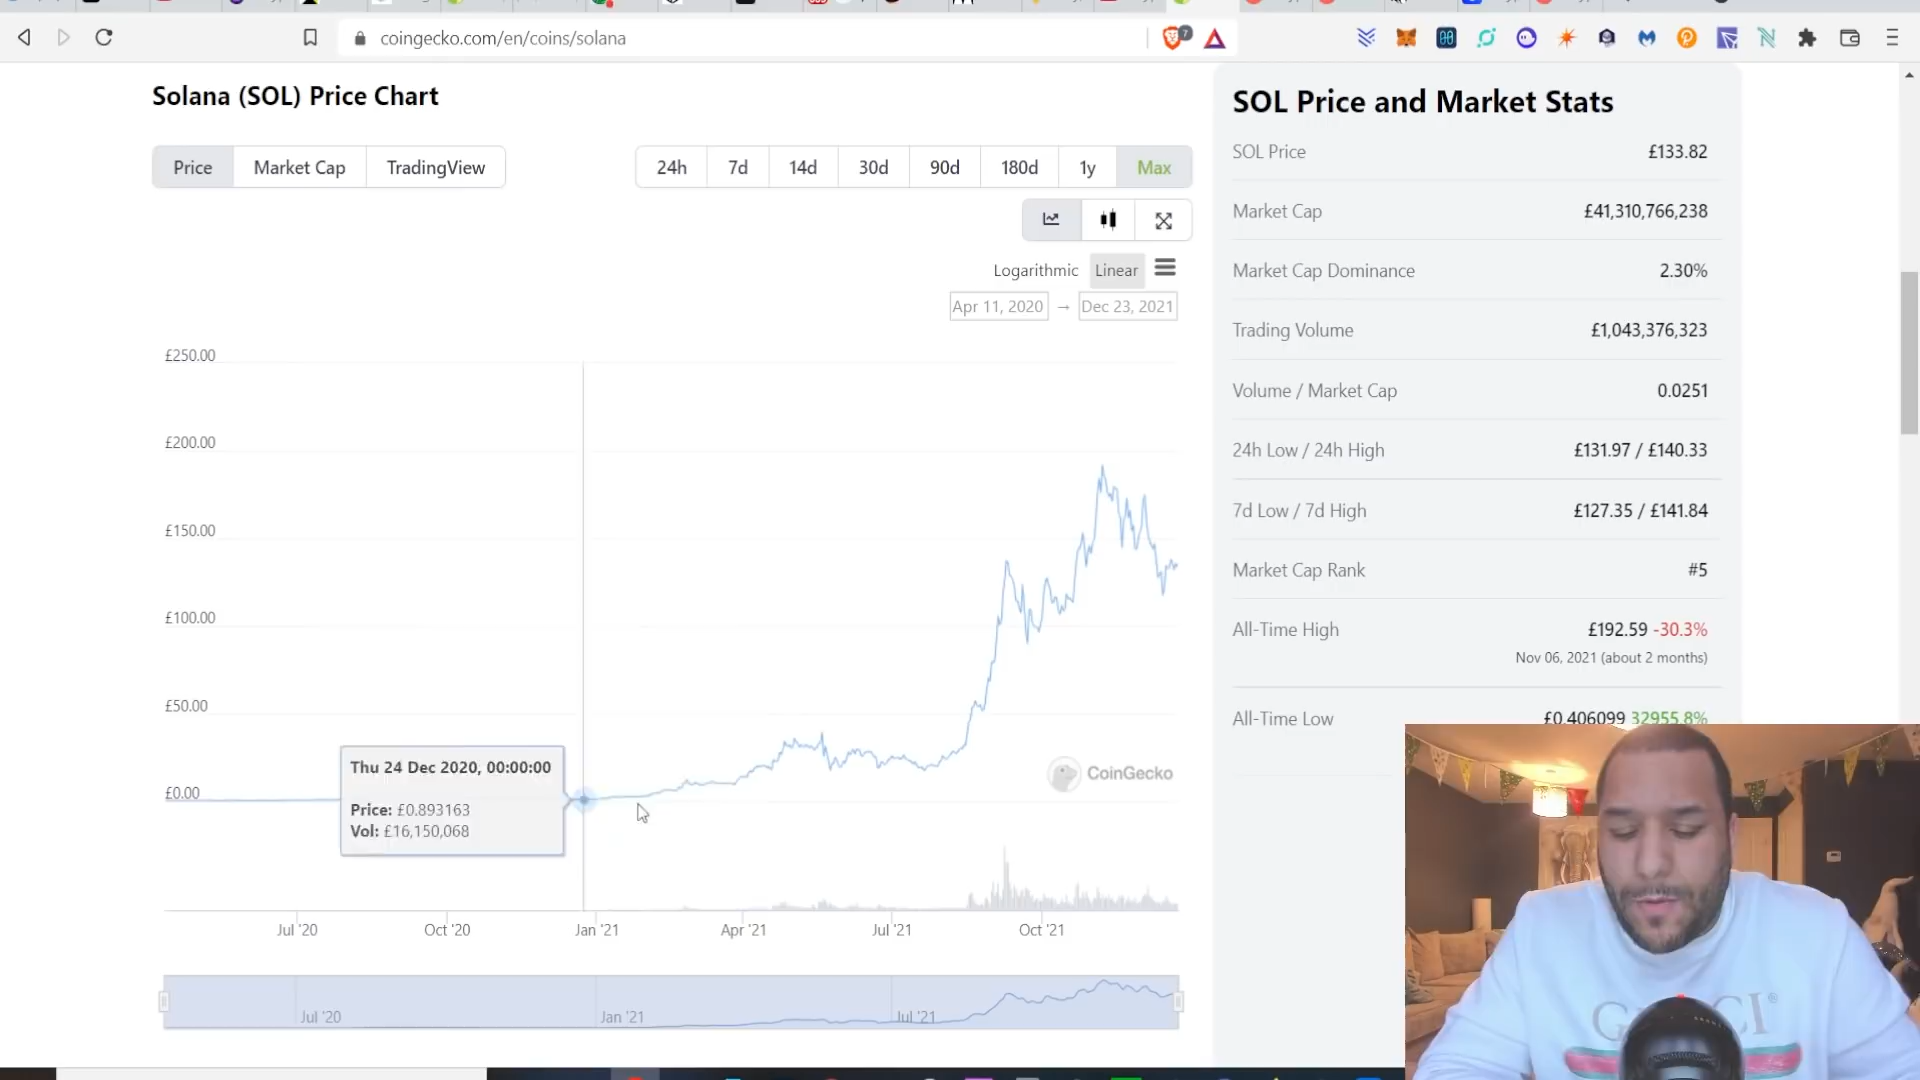 coingecko.com/en/coins/solana
7
Solana (SOL) Price Chart
Price Market Cap TradingView
24h 7d 14d 30d 90d 180d 1y Max
Logarithmic Linear
Apr 11, 2020 → Dec 23, 2021
£250.00
£200.00
£150.00
£100.00
£50.00
£0.00
Thu 24 Dec 2020, 00:00:00
Price: £0.893163
Vol: £16,150,068
CoinGecko
Jul '20 Oct '20 Jan '21 Apr '21 Jul '21 Oct '21
Jul '20 Jan '21 Jul '21
SOL Price and Market Stats
SOL Price £133.82
Market Cap £41,310,766,238
Market Cap Dominance 2.30%
Trading Volume £1,043,376,323
Volume / Market Cap 0.0251
24h Low / 24h High £131.97 / £140.33
7d Low / 7d High £127.35 / £141.84
Market Cap Rank #5
All-Time High £192.59 -30.3%
Nov 06, 2021 (about 2 months)
All-Time Low £0.406099 32955.8%